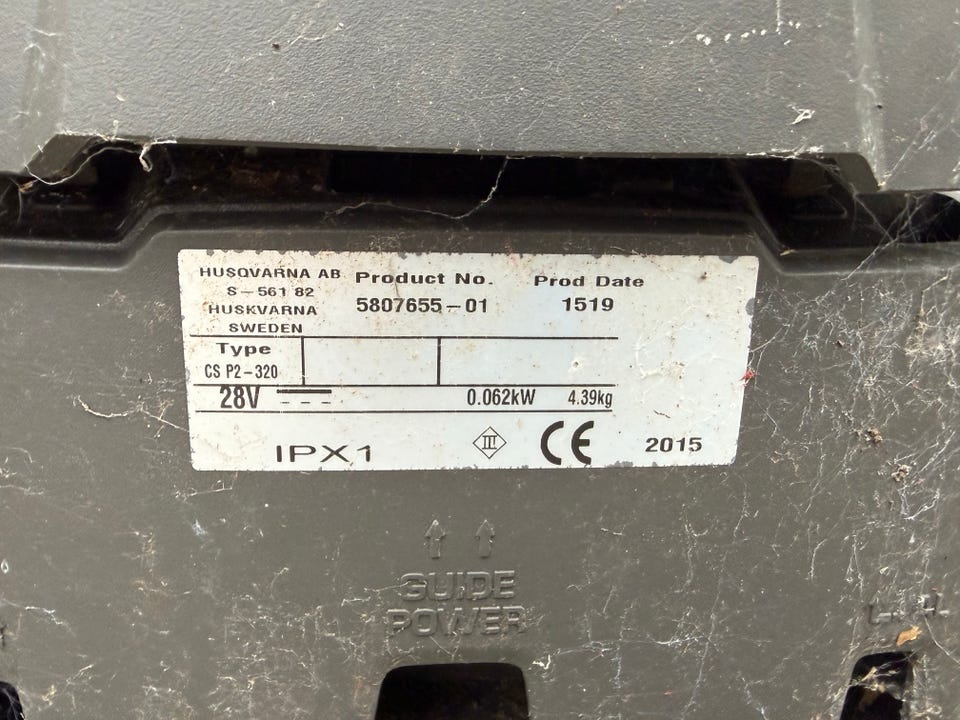 HUSQVARNA AB
S-561 82
HUSKVARNA
SWEDEN
Product No.
5807655-01
Prod Date
1519
Type
CS P2-320
28V
0.062kW
4.39kg
IPX1
III
CE
2015
GUIDE
POWER